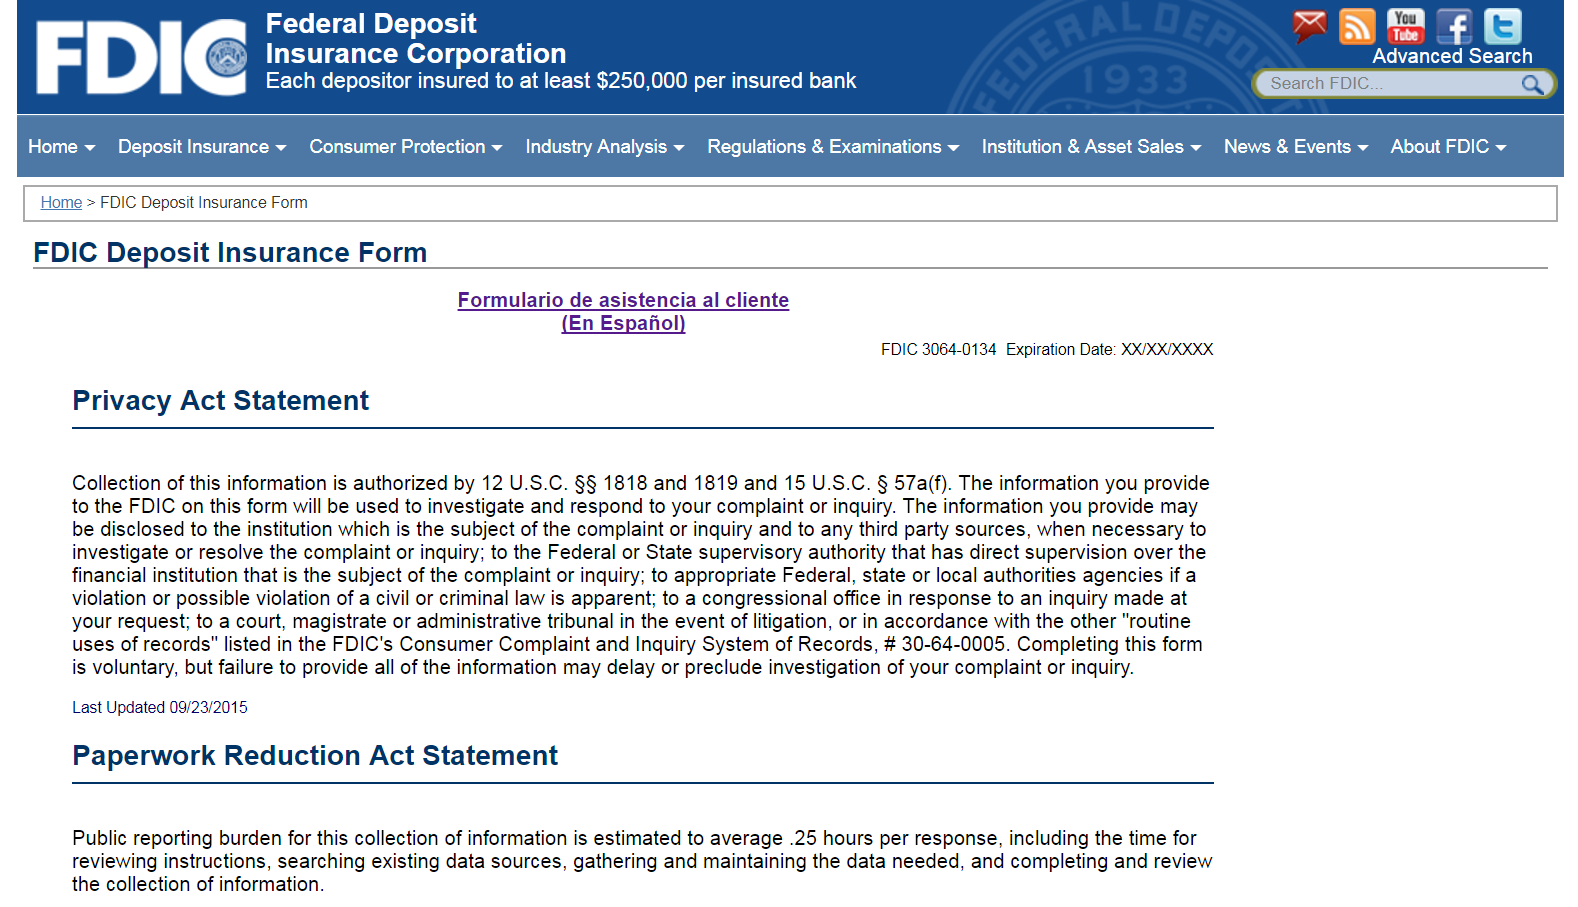 FDIC
Federal Deposit
Insurance Corporation
Each depositor insured to at least $250,000 per insured bank
FEDERAL DEPOS
1933
You
Tube
Advanced Search
Search FDIC...
Home Deposit Insurance Consumer Protection Industry Analysis Regulations & Examinations Institution & Asset Sales News & Events About FDIC
Home > FDIC Deposit Insurance Form
FDIC Deposit Insurance Form
Formulario de asistencia al cliente
(En Español)
FDIC 3064-0134 Expiration Date: XX/XX/XXXX
Privacy Act Statement
Collection of this information is authorized by 12 U.S.C. §§ 1818 and 1819 and 15 U.S.C. § 57a(f). The information you provide
to the FDIC on this form will be used to investigate and respond to your complaint or inquiry. The information you provide may
be disclosed to the institution which is the subject of the complaint or inquiry and to any third party sources, when necessary to
investigate or resolve the complaint or inquiry; to the Federal or State supervisory authority that has direct supervision over the
financial institution that is the subject of the complaint or inquiry; to appropriate Federal, state or local authorities agencies if a
violation or possible violation of a civil or criminal law is apparent; to a congressional office in response to an inquiry made at
your request; to a court, magistrate or administrative tribunal in the event of litigation, or in accordance with the other "routine
uses of records" listed in the FDIC's Consumer Complaint and Inquiry System of Records, # 30-64-0005. Completing this form
is voluntary, but failure to provide all of the information may delay or preclude investigation of your complaint or inquiry.
Last Updated 09/23/2015
Paperwork Reduction Act Statement
Public reporting burden for this collection of information is estimated to average .25 hours per response, including the time for
reviewing instructions, searching existing data sources, gathering and maintaining the data needed, and completing and review
the collection of information.